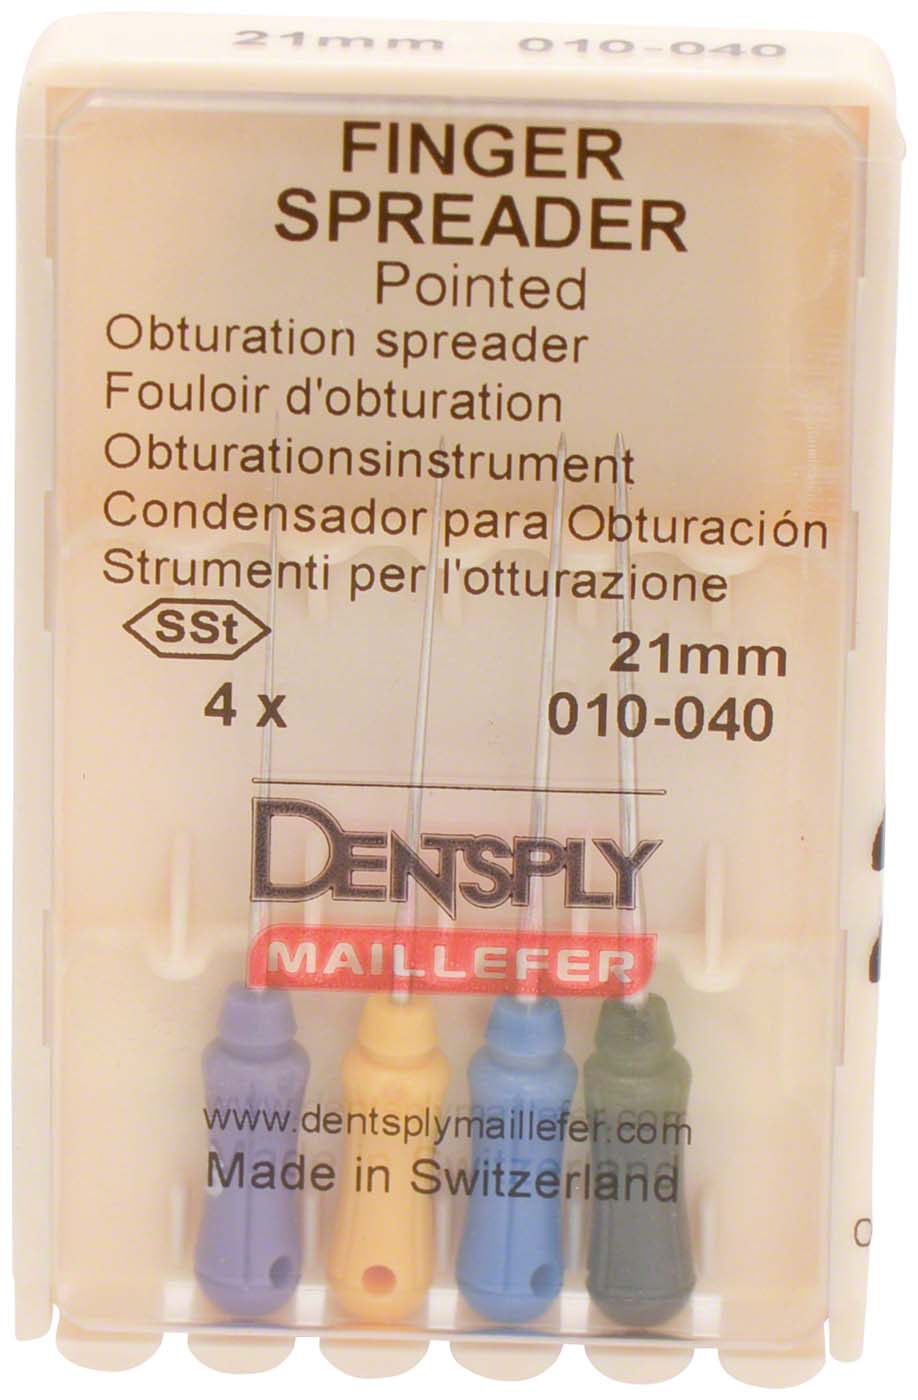 21mm 010-040
FINGER
SPREADER
Pointed
Obturation spreader
Fouloir d'obturation
Obturationsinstrument
Condensador para Obturación
Strumenti per l'otturazione
SSt 21mm
4 x 010-040
DENTSPLY
MAILLEFER
www.dentsplymaillefer.com
Made in Switzerland